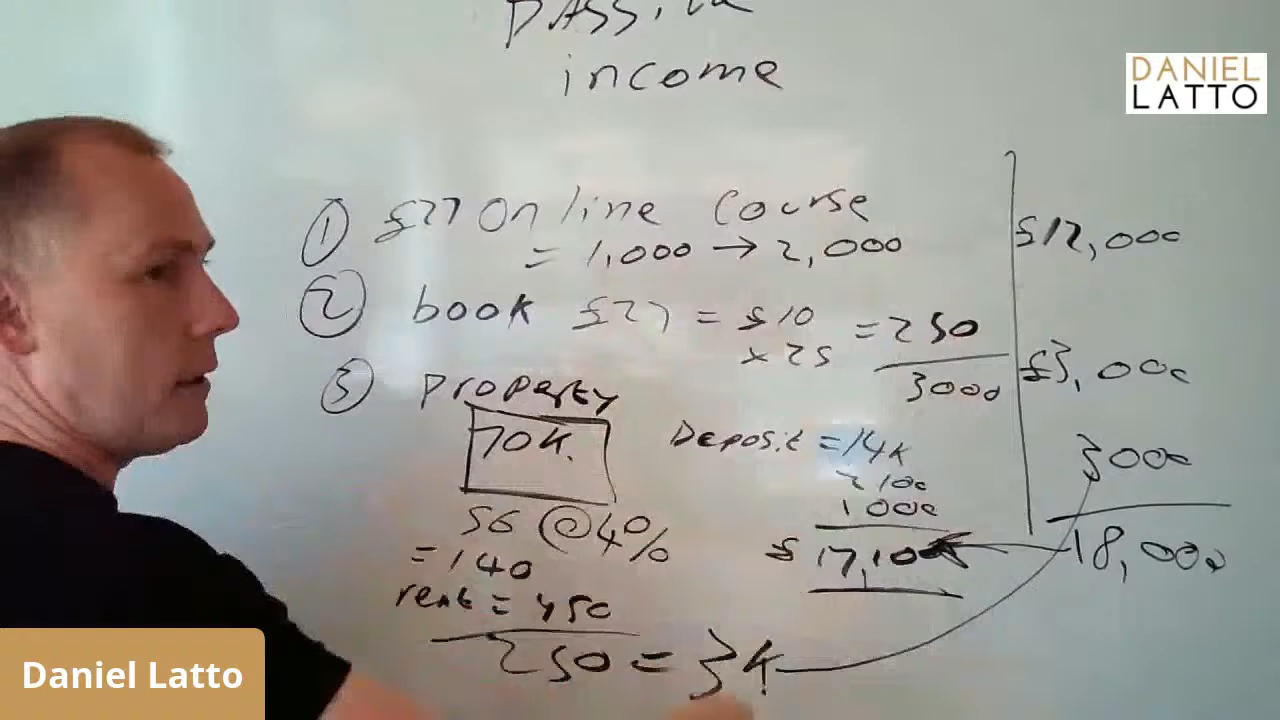 passive
income
DANIEL
LATTO
① £27 Online Course
= 1,000 → 2,000
£12,000
② book £27 = £10 = 250
x 25
3000
£3,000
③ Property
70K.
Deposit = 14K
2100
1000
£17,100
3000
18,000
56 @ 4%
= 140
rent = 450
250 = 3K
Daniel Latto